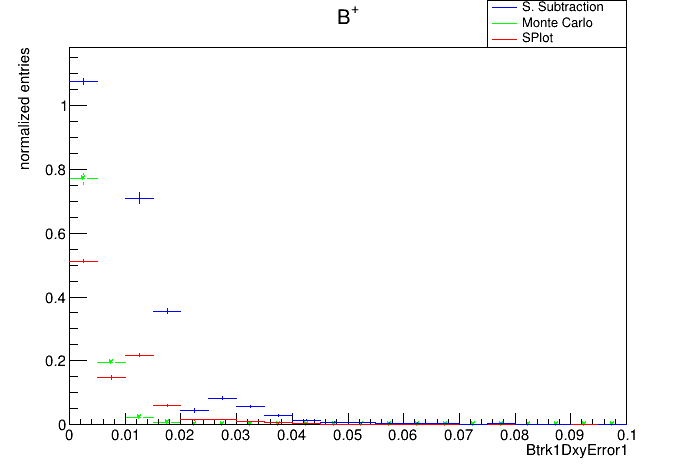 B+
S. Subtraction
Monte Carlo
SPlot
normalized entries
1
0.8
0.6
0.4
0.2
0
0 0.01 0.02 0.03 0.04 0.05 0.06 0.07 0.08 0.09 0.1
Btrk1DxyError1